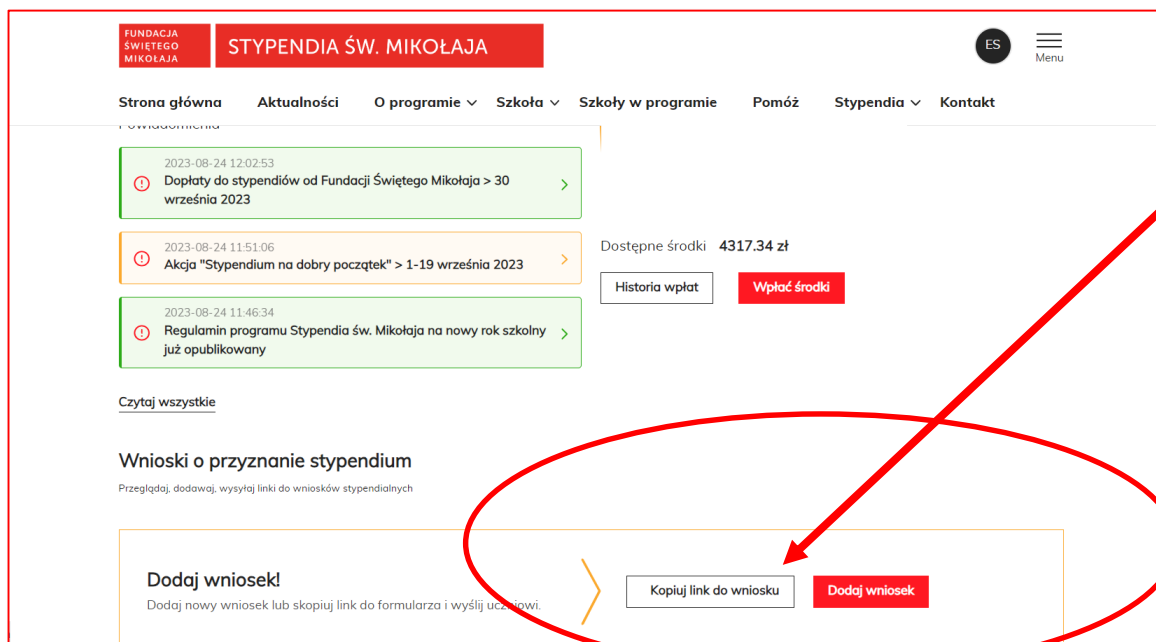 FUNDACJA
ŚWIĘTEGO
MIKOŁAJA
STYPENDIA ŚW. MIKOŁAJA
ES
Menu
Strona główna Aktualności O programie Szkoła Szkoły w programie Pomóż Stypendia Kontakt
Powiadomienia
2023-08-24 12:02:53
Dopłaty do stypendiów od Fundacji Świętego Mikołaja > 30
września 2023
2023-08-24 11:51:06
Akcja "Stypendium na dobry początek" > 1-19 września 2023
2023-08-24 11:46:34
Regulamin programu Stypendia św. Mikołaja na nowy rok szkolny
już opublikowany
Czytaj wszystkie
Dostępne środki 4317.34 zł
Historia wpłat Wpłać środki
Wnioski o przyznanie stypendium
Przeglądaj, dodawaj, wysyłaj linki do wniosków stypendialnych
Dodaj wniosek!
Dodaj nowy wniosek lub skopiuj link do formularza i wyślij uczniowi.
Kopiuj link do wniosku Dodaj wniosek